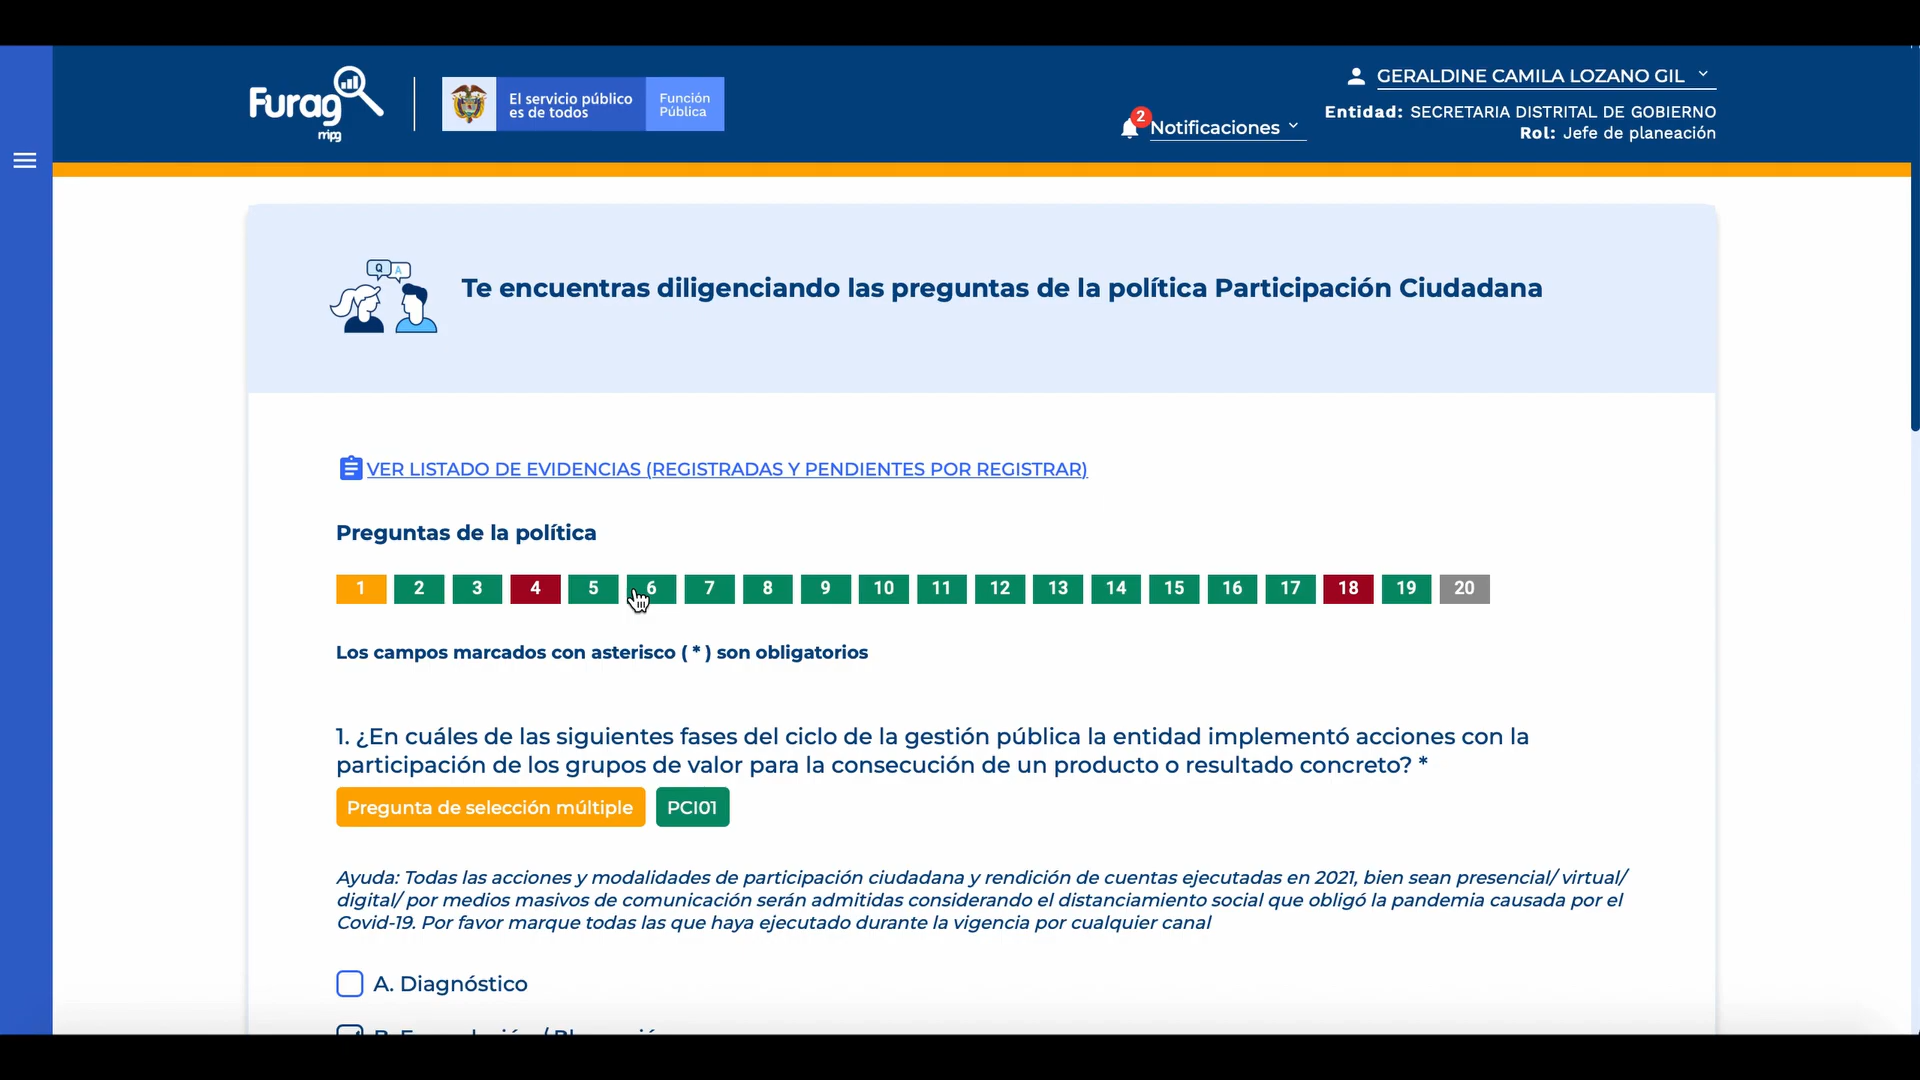 Furag
mipg
El servicio público
es de todos
Función
Pública
2
Notificaciones
GERALDINE CAMILA LOZANO GIL
Entidad: SECRETARIA DISTRITAL DE GOBIERNO
Rol: Jefe de planeación
Q A
Te encuentras diligenciando las preguntas de la política Participación Ciudadana
VER LISTADO DE EVIDENCIAS (REGISTRADAS Y PENDIENTES POR REGISTRAR)
Preguntas de la política
1 2 3 4 5 6 7 8 9 10 11 12 13 14 15 16 17 18 19 20
Los campos marcados con asterisco ( * ) son obligatorios
1. ¿En cuáles de las siguientes fases del ciclo de la gestión pública la entidad implementó acciones con la
participación de los grupos de valor para la consecución de un producto o resultado concreto? *
Pregunta de selección múltiple PCI01
Ayuda: Todas las acciones y modalidades de participación ciudadana y rendición de cuentas ejecutadas en 2021, bien sean presencial/ virtual/
digital/ por medios masivos de comunicación serán admitidas considerando el distanciamiento social que obligó la pandemia causada por el
Covid-19. Por favor marque todas las que haya ejecutado durante la vigencia por cualquier canal
A. Diagnóstico